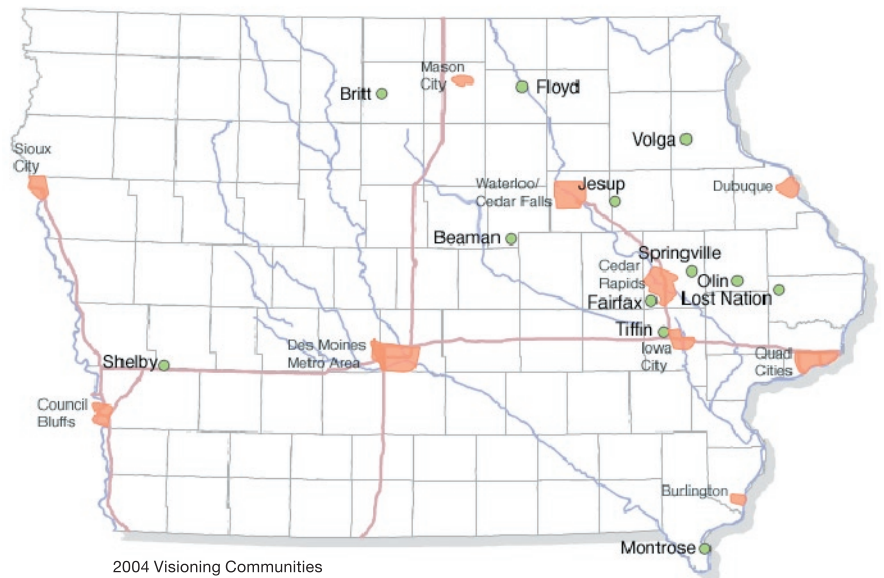 Mason
City
Britt
Floyd
Volga
Sioux
City
Waterloo/
Cedar Falls
Jesup
Dubuque
Beaman
Springville
Cedar
Rapids
Olin
Fairfax
Lost Nation
Tiffin
Des Moines
Metro Area
Iowa
City
Quad
Cities
Shelby
Council
Bluffs
Burlington
Montrose
2004 Visioning Communities